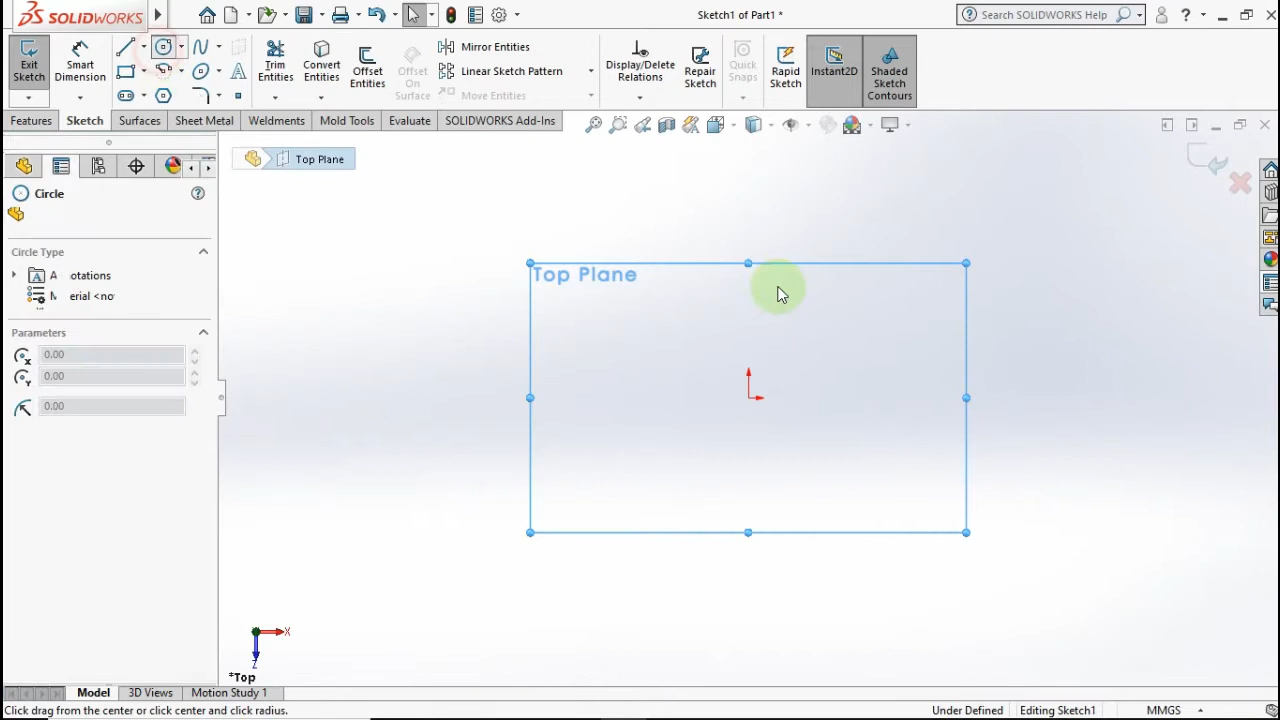 SOLIDWORKS
Sketch1 of Part1 *
Search SOLIDWORKS Help
?
Exit Sketch
Smart Dimension
Trim Entities
Convert Entities
Offset Entities
Offset On Surface
Mirror Entities
Linear Sketch Pattern
Move Entities
Display/Delete Relations
Repair Sketch
Quick Snaps
Rapid Sketch
Instant2D
Shaded Sketch Contours
Features
Sketch
Surfaces
Sheet Metal
Weldments
Mold Tools
Evaluate
SOLIDWORKS Add-Ins
Top Plane
Circle
?
Circle Type
A otations
erial <no
Parameters
0.00
0.00
0.00
Top Plane
X
Z
*Top
Model
3D Views
Motion Study 1
Click drag from the center or click center and click radius.
Under Defined
Editing Sketch1
MMGS